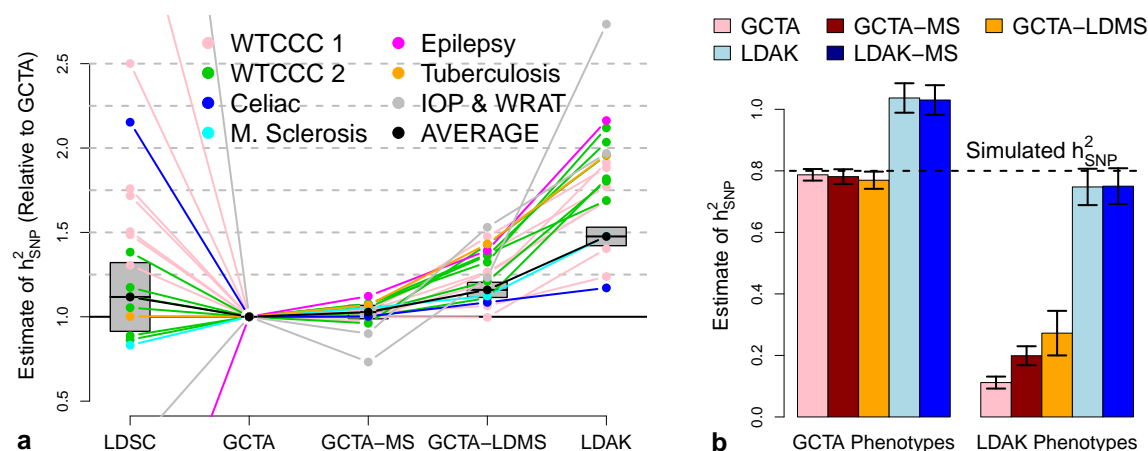 Estimate of h²SNP (Relative to GCTA)
0.5
1.0
1.5
2.0
2.5
WTCCC 1
WTCCC 2
Celiac
M. Sclerosis
Epilepsy
Tuberculosis
IOP & WRAT
AVERAGE
a
LDSC
GCTA
GCTA−MS
GCTA−LDMS
LDAK
GCTA
GCTA−MS
GCTA−LDMS
LDAK
LDAK−MS
Estimate of h²SNP
0.0
0.2
0.4
0.6
0.8
1.0
Simulated h²SNP
b
GCTA Phenotypes
LDAK Phenotypes